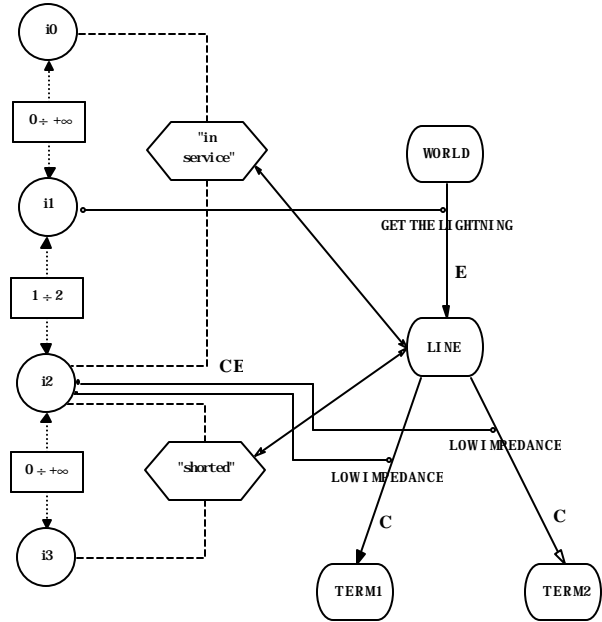 i0
0 ÷ +∞
"in
service"
WORLD
i1
GET THE LIGHTNING
E
1 ÷ 2
LINE
CE
i2
LOW IMPEDANCE
0 ÷ +∞
"shorted"
LOW IMPEDANCE
C
C
i3
TERM1
TERM2